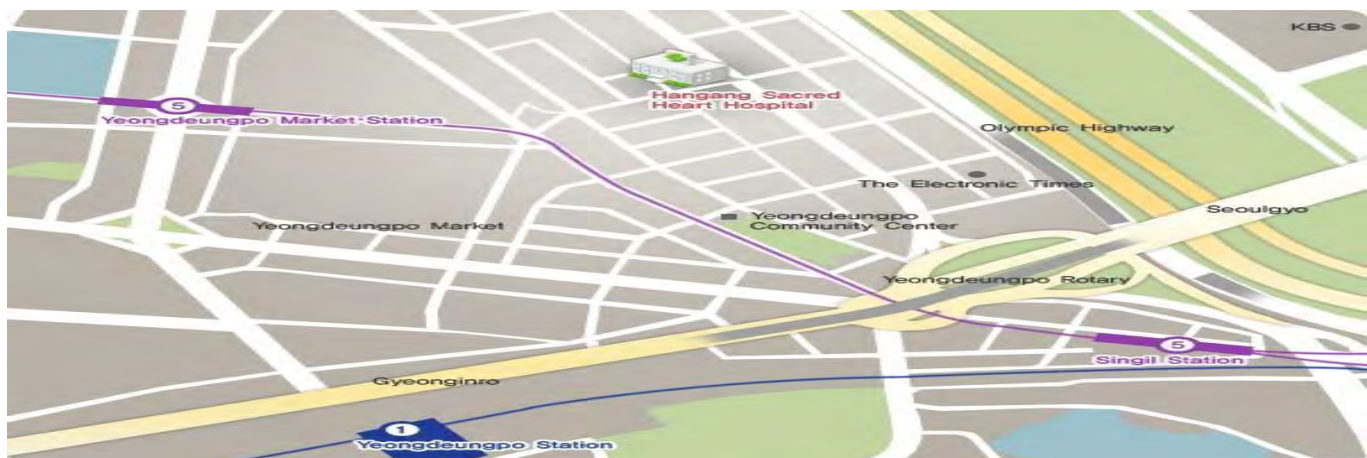 KBS
Hangang Sacred
Heart Hospital
5
Yeongdeungpo Market Station
Olympic Highway
The Electronic Times
Seoulgyo
Yeongdeungpo
Community Center
Yeongdeungpo Market
Yeongdeungpo Rotary
5
Singil Station
Gyeonginro
1
Yeongdeungpo Station